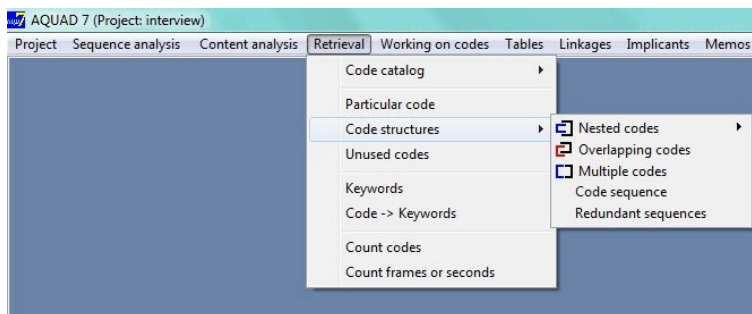 AQUAD 7 (Project: interview)
Project Sequence analysis Content analysis Retrieval Working on codes Tables Linkages Implicants Memos
Code catalog
Particular code
Code structures
Unused codes
Keywords
Code -> Keywords
Count codes
Count frames or seconds
Nested codes
Overlapping codes
Multiple codes
Code sequence
Redundant sequences